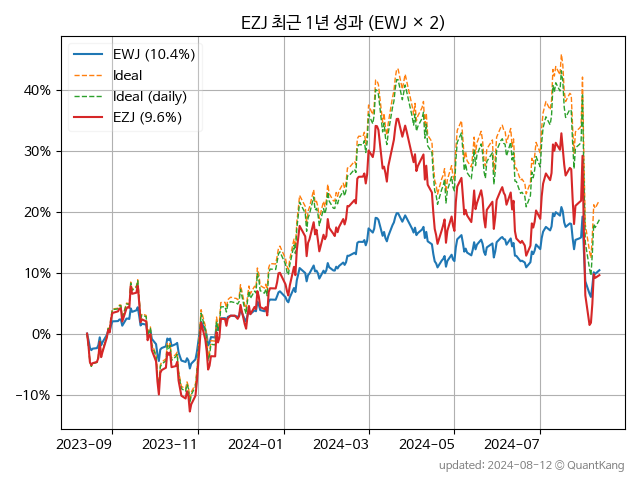 EZJ 최근 1년 성과 (EWJ × 2)
EWJ (10.4%)
Ideal
Ideal (daily)
EZJ (9.6%)
40%
30%
20%
10%
0%
−10%
2023-09
2023-11
2024-01
2024-03
2024-05
2024-07
updated: 2024-08-12 © QuantKang